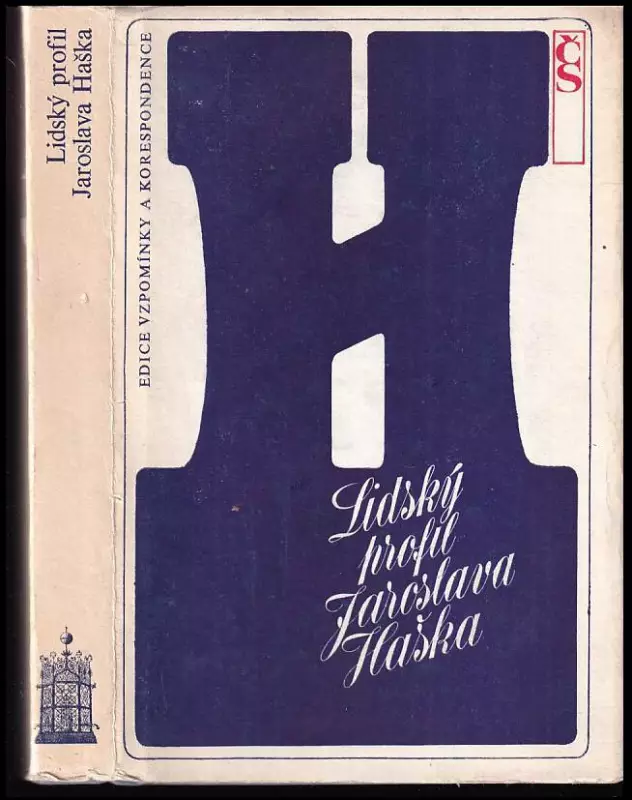 Lidský profil
Jaroslava Haška
EDICE VZPOMÍNKY A KORESPONDENCE
ČS
H
Lidský
profil
Jaroslava
Haška